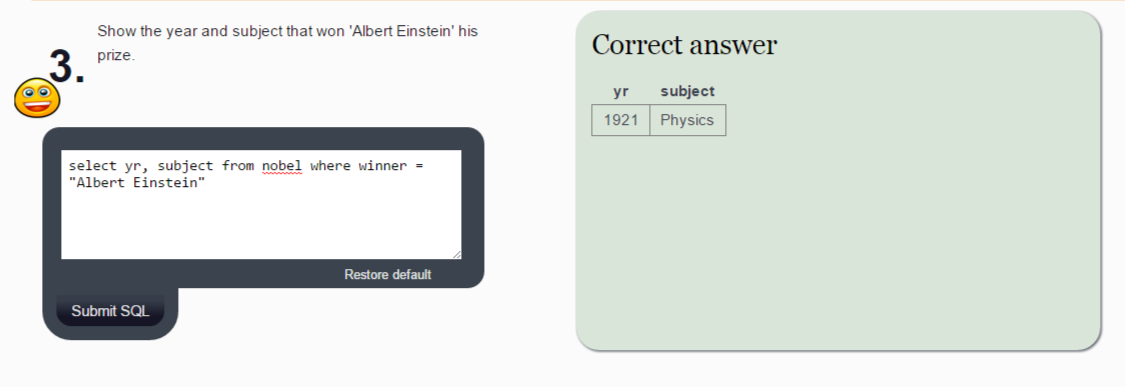 Show the year and subject that won 'Albert Einstein' his
prize.
3.
select yr, subject from nobel where winner =
"Albert Einstein"
Restore default
Submit SQL
Correct answer
yr subject
1921 Physics